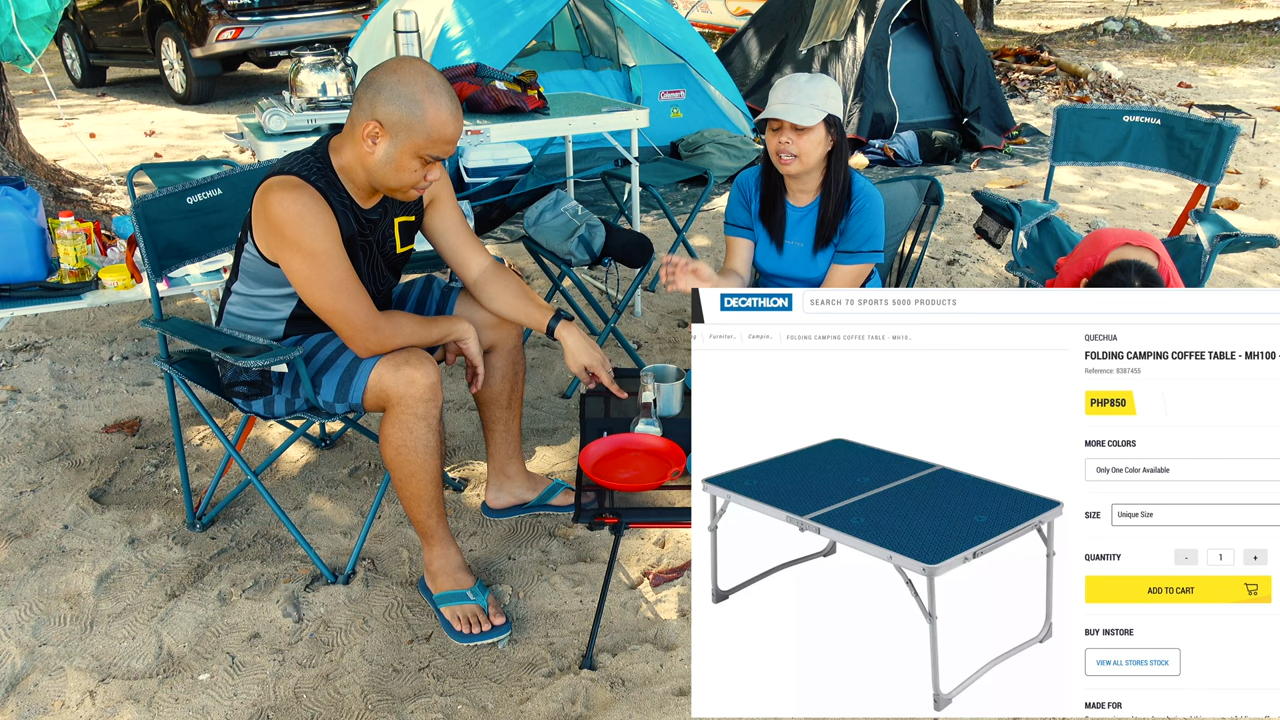 Coleman
QUECHUA
QUECHUA
DECATHLON
SEARCH 70 SPORTS 5000 PRODUCTS
Furnitur...
Campin...
FOLDING CAMPING COFFEE TABLE - MH10...
QUECHUA
FOLDING CAMPING COFFEE TABLE - MH100 -
Reference: 8387455
PHP850
MORE COLORS
Only One Color Available
SIZE
Unique Size
QUANTITY
-
1
+
ADD TO CART
BUY INSTORE
VIEW ALL STORES STOCK
MADE FOR